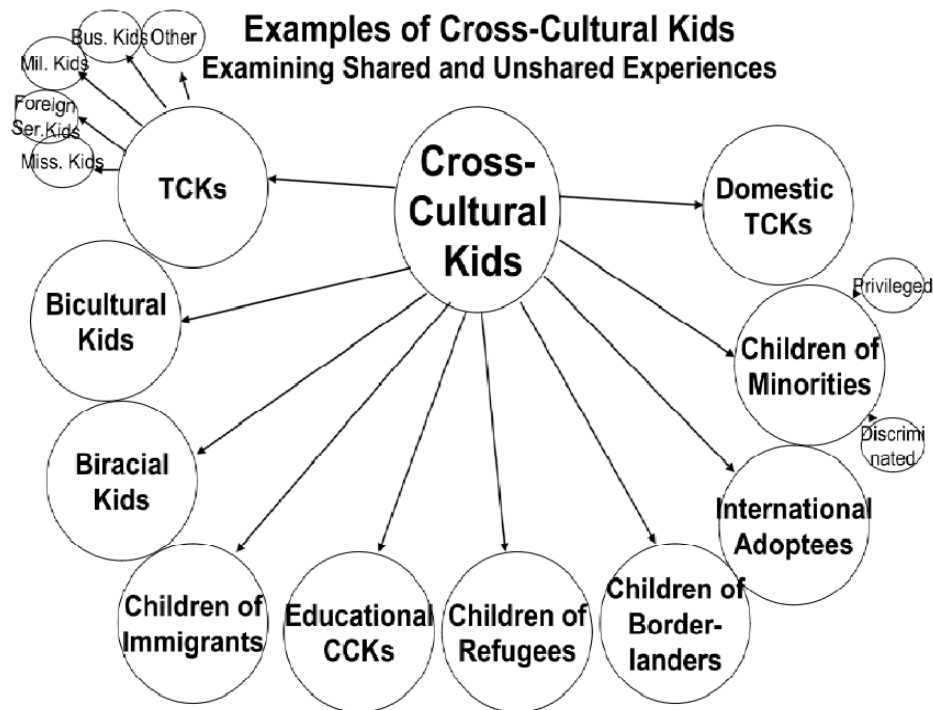 Examples of Cross-Cultural Kids
Examining Shared and Unshared Experiences
Bus. Kids
Other
Mil. Kids
Foreign
Ser.Kids
Miss. Kids
TCKs
Cross-
Cultural
Kids
Domestic
TCKs
Privileged
Bicultural
Kids
Children of
Minorities
Discrimi
nated
Biracial
Kids
International
Adoptees
Children of
Immigrants
Educational
CCKs
Children of
Refugees
Children of
Border-
landers